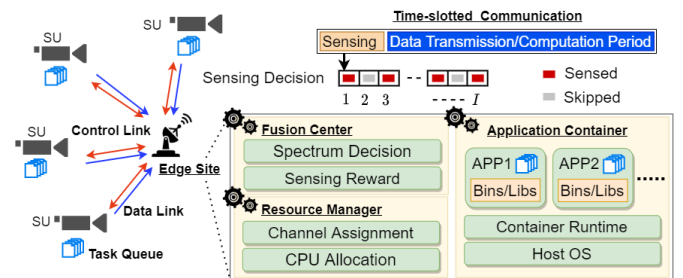 Time-slotted Communication
Sensing
Data Transmission/Computation Period
Sensing Decision
1 2 3 I
Sensed
Skipped
SU
SU
SU
SU
Control Link
Edge Site
Data Link
Task Queue
Fusion Center
Spectrum Decision
Sensing Reward
Resource Manager
Channel Assignment
CPU Allocation
Application Container
APP1
Bins/Libs
APP2
Bins/Libs
Container Runtime
Host OS